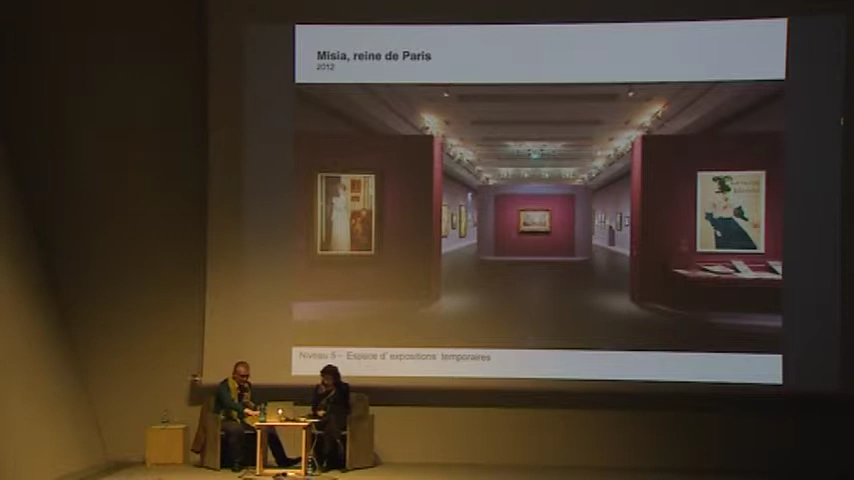 Misia, reine de Paris
2012
Niveau 5 - Espace d'expositions temporaires